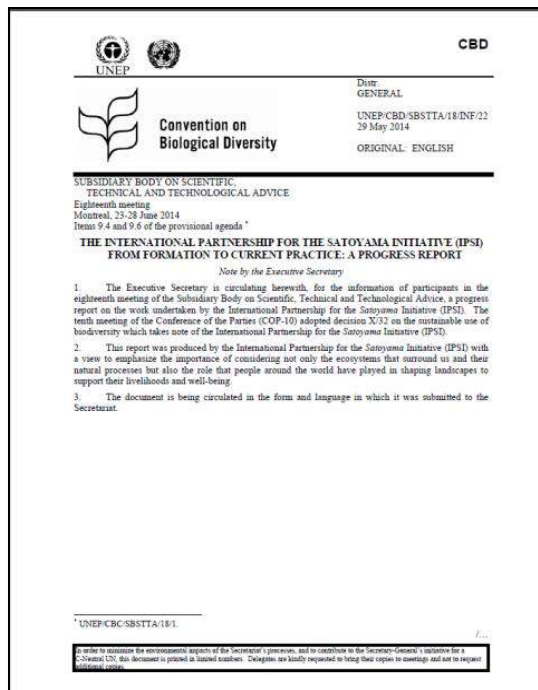 CBD
UNEP
Distr.
GENERAL
UNEP/CBD/SBSTTA/18/INF/22
29 May 2014
ORIGINAL: ENGLISH
Convention on
Biological Diversity
SUBSIDIARY BODY ON SCIENTIFIC,
TECHNICAL AND TECHNOLOGICAL ADVICE
Eighteenth meeting
Montreal, 23-28 June 2014
Items 9.4 and 9.6 of the provisional agenda *
THE INTERNATIONAL PARTNERSHIP FOR THE SATOYAMA INITIATIVE (IPSI)
FROM FORMATION TO CURRENT PRACTICE: A PROGRESS REPORT
Note by the Executive Secretary
1. The Executive Secretary is circulating herewith, for the information of participants in the
eighteenth meeting of the Subsidiary Body on Scientific, Technical and Technological Advice, a progress
report on the work undertaken by the International Partnership for the Satoyama Initiative (IPSI). The
tenth meeting of the Conference of the Parties (COP-10) adopted decision X/32 on the sustainable use of
biodiversity which takes note of the International Partnership for the Satoyama Initiative (IPSI).
2. This report was produced by the International Partnership for the Satoyama Initiative (IPSI) with
a view to emphasize the importance of considering not only the ecosystems that surround us and their
natural processes but also the role that people around the world have played in shaping landscapes to
support their livelihoods and well-being.
3. The document is being circulated in the form and language in which it was submitted to the
Secretariat.
* UNEP/CBC/SBSTTA/18/1.
/...
In order to minimize the environmental impacts of the Secretariat's processes, and to contribute to the Secretary-General's initiative for a
C-Neutral UN, this document is printed in limited numbers. Delegates are kindly requested to bring their copies to meetings and not to request
additional copies.